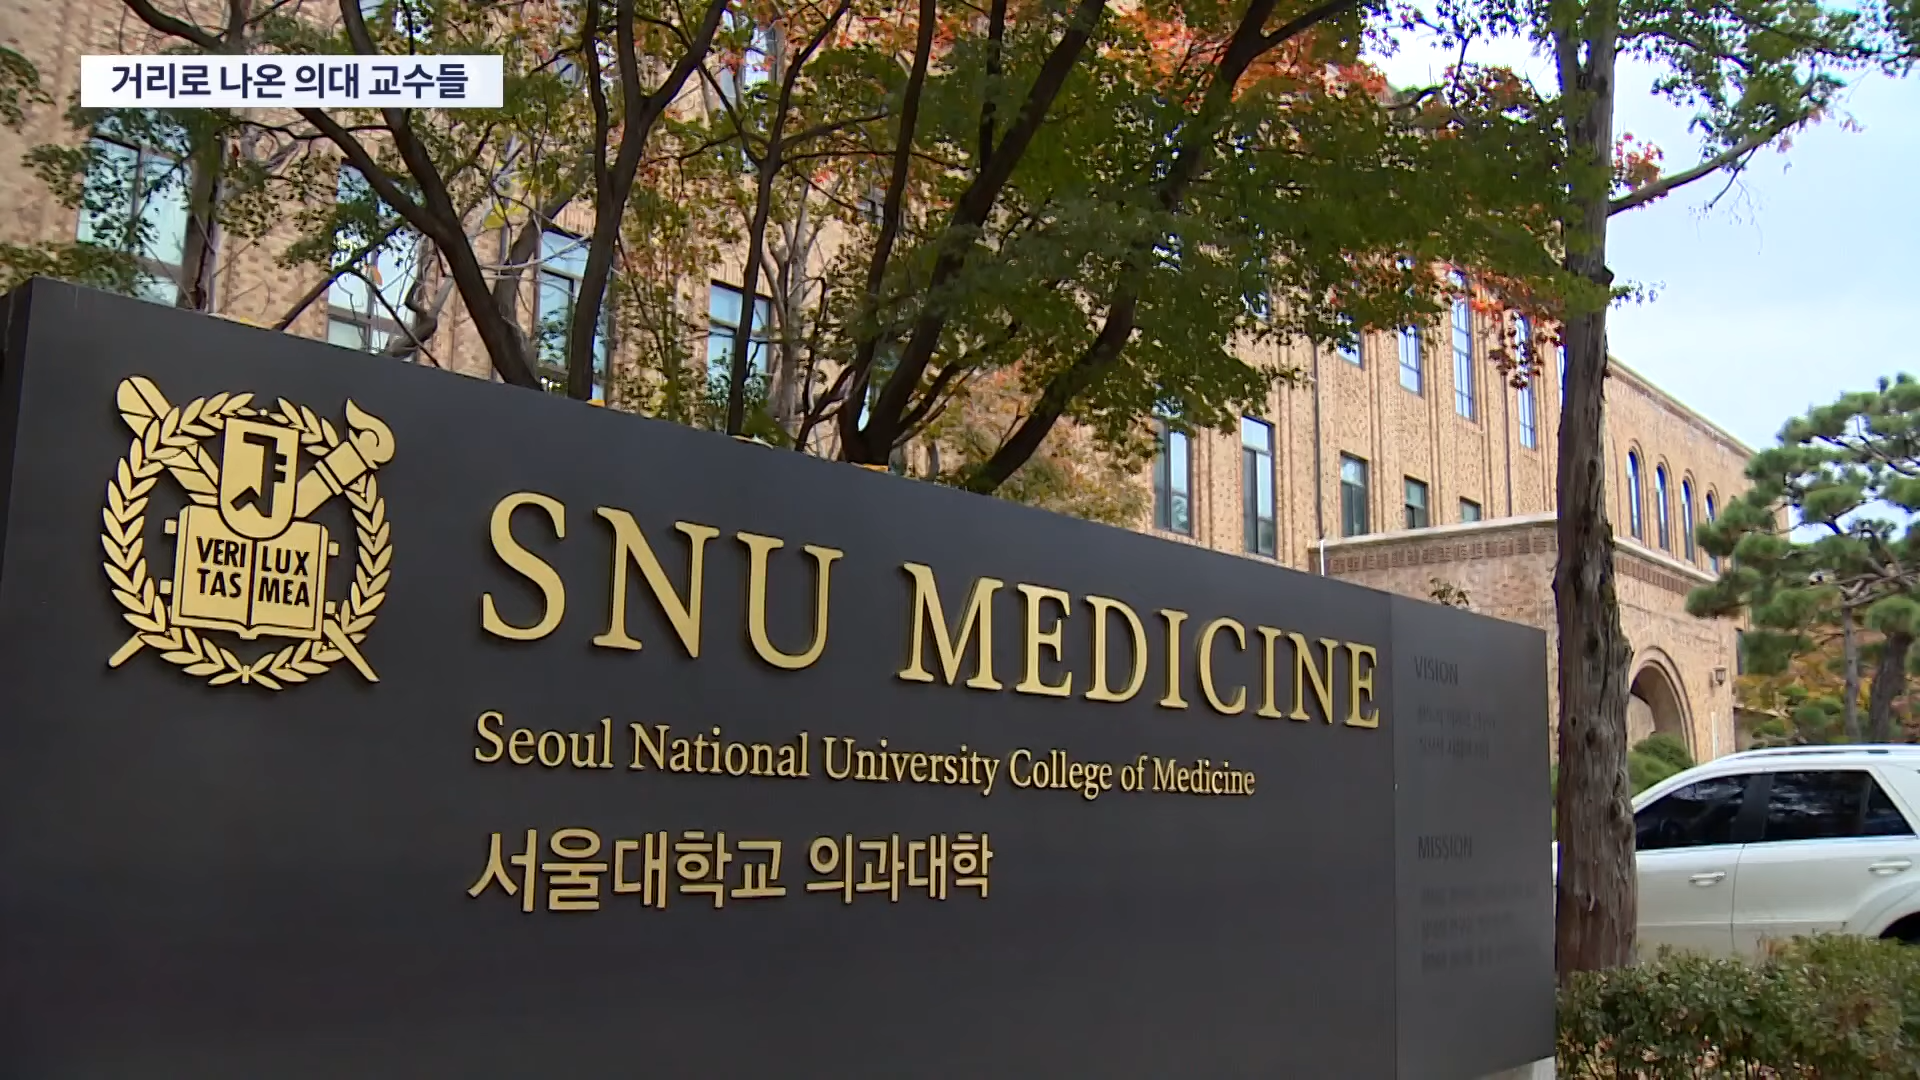 거리로 나온 의대 교수들
VERI LUX
TAS MEA
SNU MEDICINE
Seoul National University College of Medicine
서울대학교 의과대학
VISION
MISSION